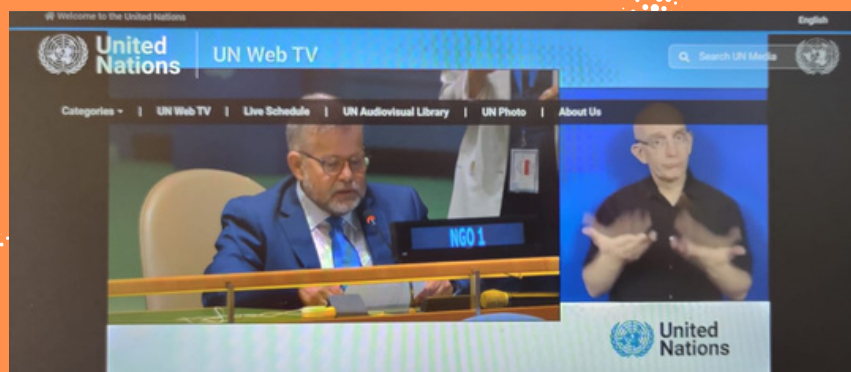 Welcome to the United Nations
English
United
Nations
UN Web TV
Search UN Media
Categories | UN Web TV | Live Schedule | UN Audiovisual Library | UN Photo | About Us
NGO 1
United
Nations